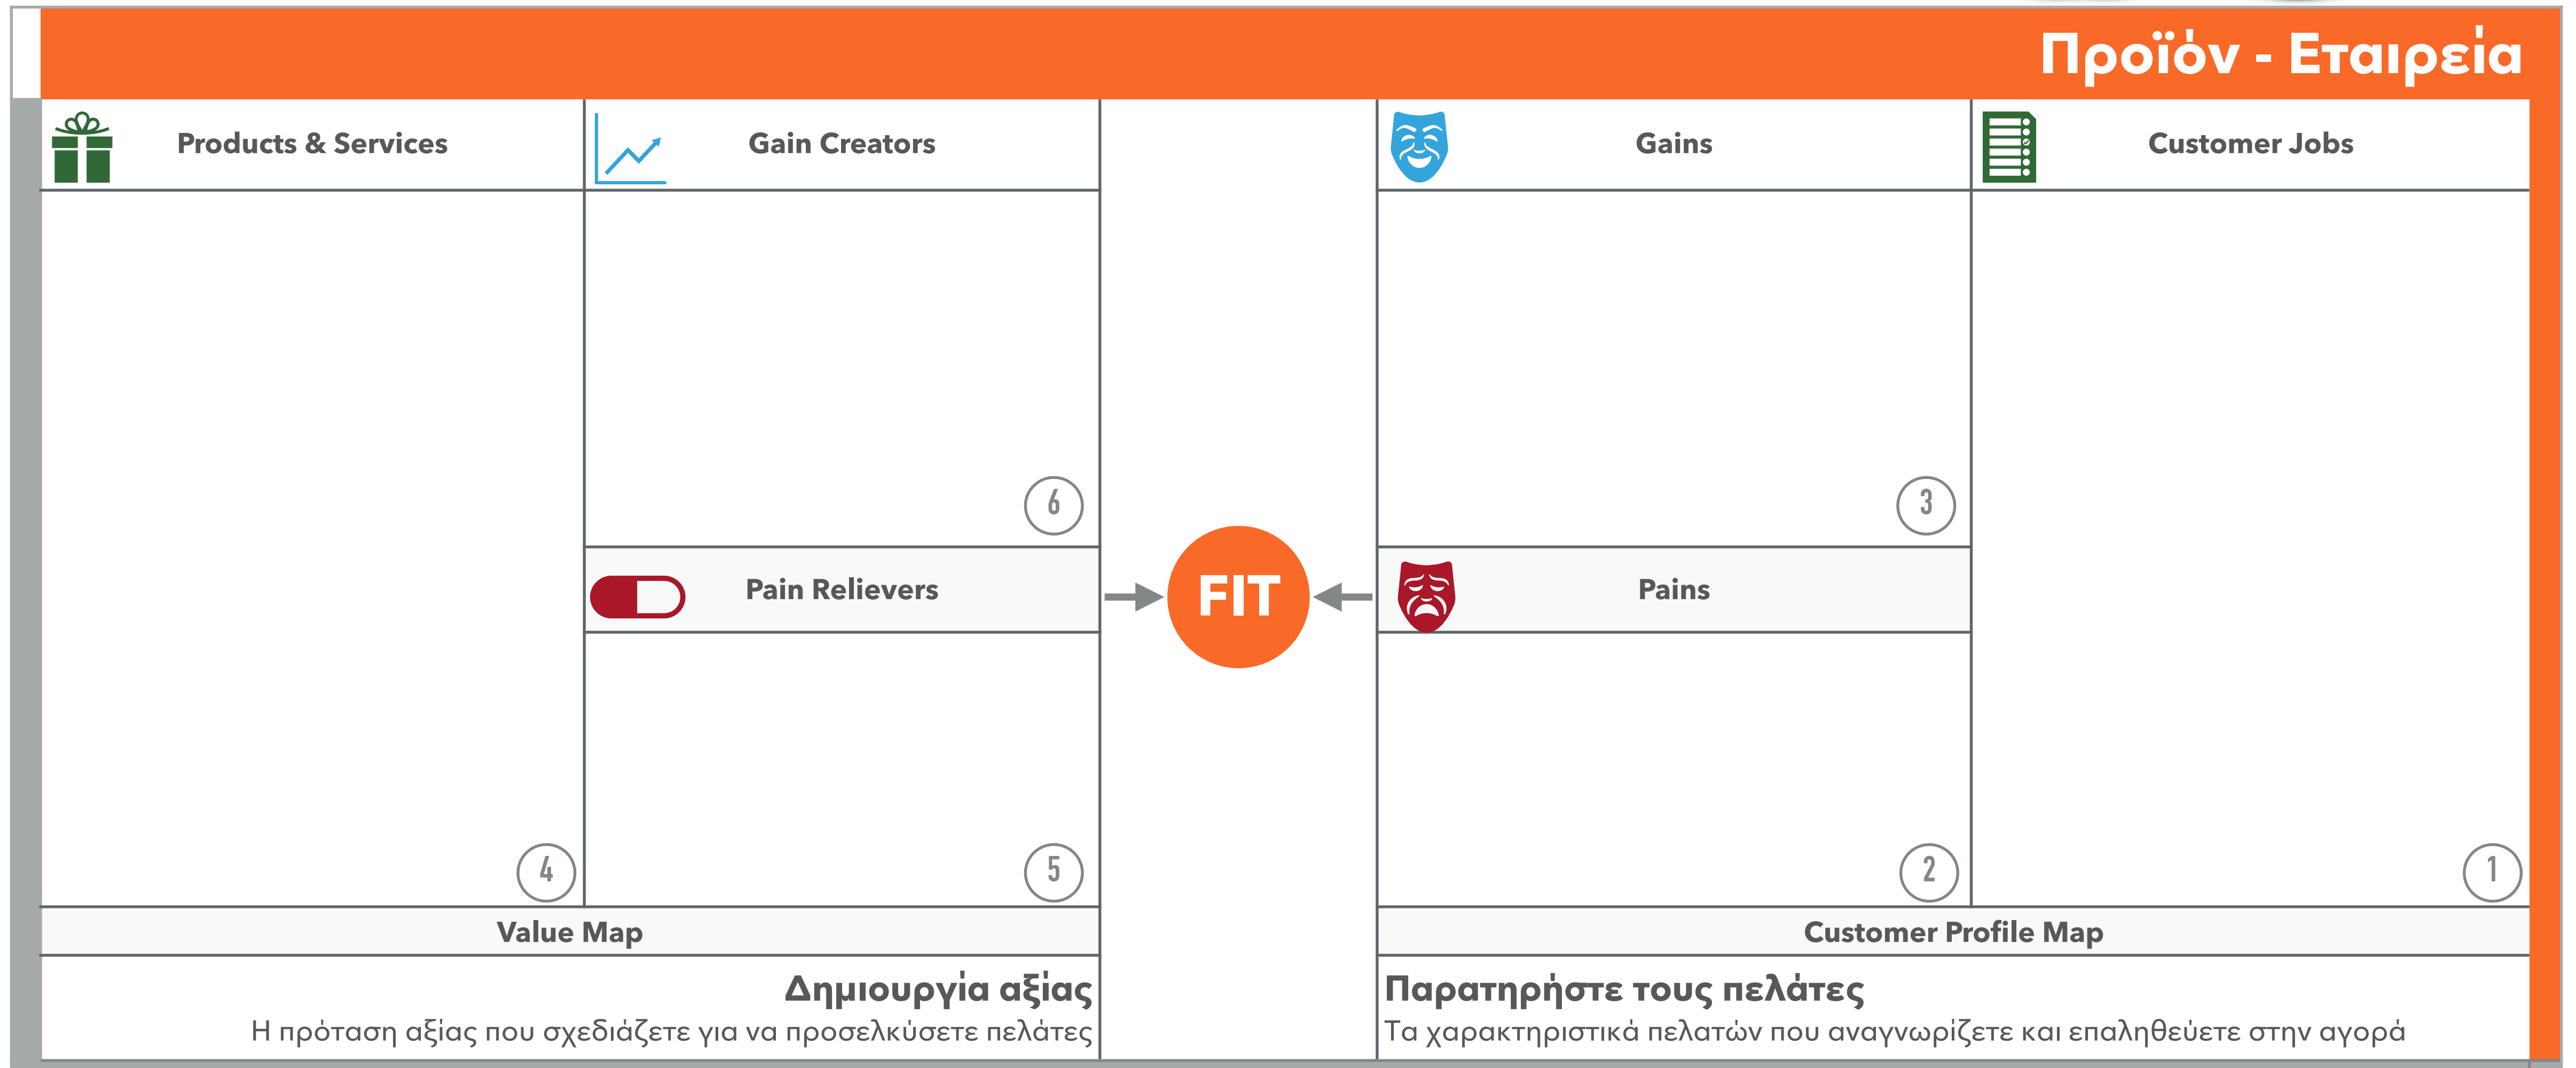 Προϊόν - Εταιρεία
Products & Services
Gain Creators
Gains
Customer Jobs
6
3
Pain Relievers
FIT
Pains
4
5
2
1
Value Map
Customer Profile Map
Δημιουργία αξίας
Η πρόταση αξίας που σχεδιάζετε για να προσελκύσετε πελάτες
Παρατηρήστε τους πελάτες
Τα χαρακτηριστικά πελατών που αναγνωρίζετε και επαληθεύετε στην αγορά